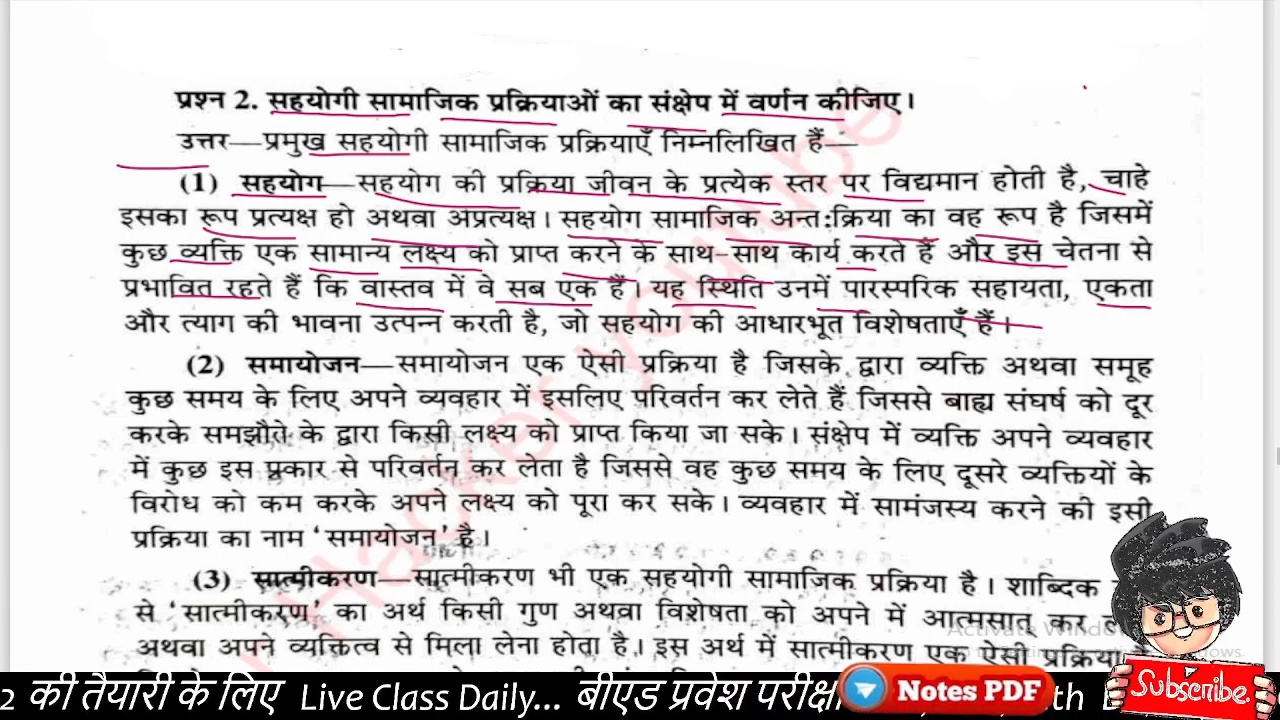 प्रश्न 2. सहयोगी सामाजिक प्रक्रियाओं का संक्षेप में वर्णन कीजिए।
उत्तर—प्रमुख सहयोगी सामाजिक प्रक्रियाएँ निम्नलिखित हैं—
(1) सहयोग—सहयोग की प्रक्रिया जीवन के प्रत्येक स्तर पर विद्यमान होती है, चाहे
इसका रूप प्रत्यक्ष हो अथवा अप्रत्यक्ष। सहयोग सामाजिक अन्त:क्रिया का वह रूप है जिसमें
कुछ व्यक्ति एक सामान्य लक्ष्य को प्राप्त करने के साथ-साथ कार्य करते हैं और इस चेतना से
प्रभावित रहते हैं कि वास्तव में वे सब एक हैं। यह स्थिति उनमें पारस्परिक सहायता, एकता
और त्याग की भावना उत्पन्न करती है, जो सहयोग की आधारभूत विशेषताएँ हैं।
(2) समायोजन—समायोजन एक ऐसी प्रक्रिया है जिसके द्वारा व्यक्ति अथवा समूह
कुछ समय के लिए अपने व्यवहार में इसलिए परिवर्तन कर लेते हैं जिससे बाह्य संघर्ष को दूर
करके समझौते के द्वारा किसी लक्ष्य को प्राप्त किया जा सके। संक्षेप में व्यक्ति अपने व्यवहार
में कुछ इस प्रकार से परिवर्तन कर लेता है जिससे वह कुछ समय के लिए दूसरे व्यक्तियों के
विरोध को कम करके अपने लक्ष्य को पूरा कर सके। व्यवहार में सामंजस्य करने की इसी
प्रक्रिया का नाम ‘समायोजन’ है।
(3) सात्मीकरण—सात्मीकरण भी एक सहयोगी सामाजिक प्रक्रिया है। शाब्दिक
से ‘सात्मीकरण’ का अर्थ किसी गुण अथवा विशेषता को अपने में आत्मसात् कर
अथवा अपने व्यक्तित्व से मिला लेना होता है। इस अर्थ में सात्मीकरण एक ऐसी प्रक्रिया
Hacker youtube
Activate Windows
2 की तैयारी के लिए Live Class Daily... बीएड प्रवेश परीक्षा
Notes PDF
Subscribe